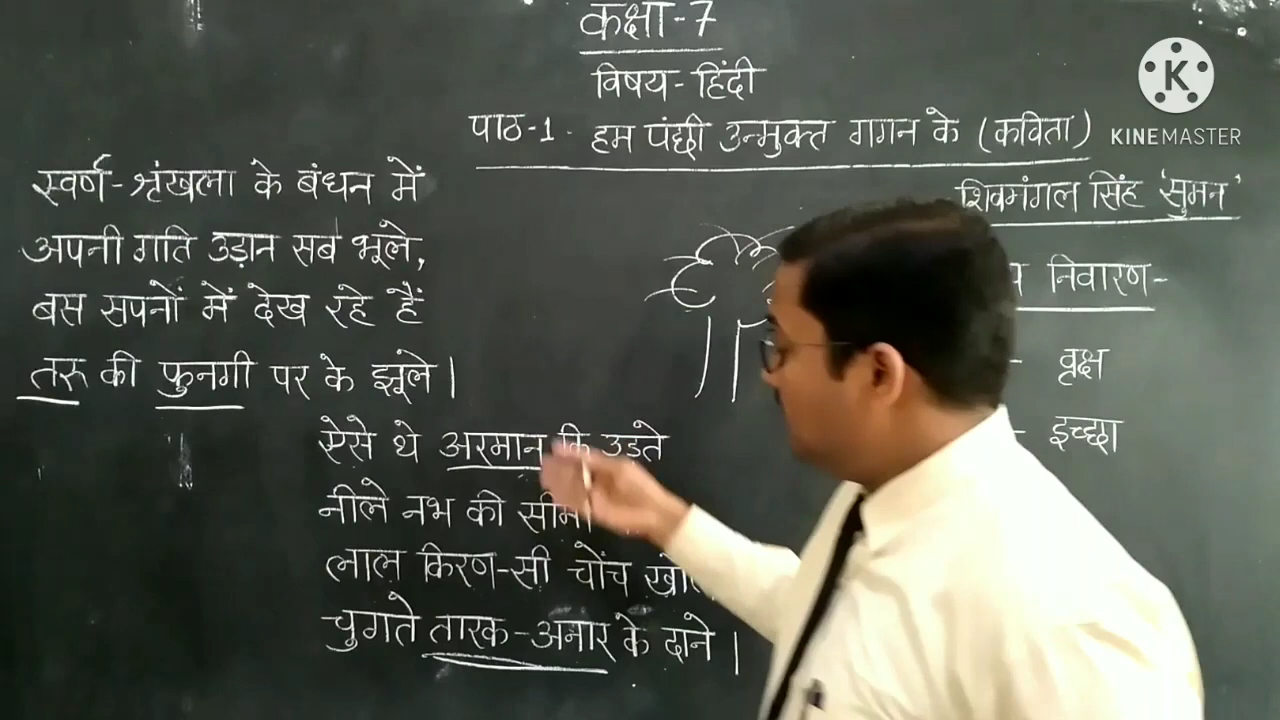 कक्षा-7
विषय-हिंदी
पाठ-1. हम पंछी उन्मुक्त गगन के (कविता)
शिवमंगल सिंह 'सुमन'
स्वर्ण-श्रृंखला के बंधन में
अपनी गति उड़ान सब भूले,
बस सपनों में देख रहे हैं
तरू की फुनगी पर के झूले।
ऐसे थे अरमान कि उड़ते
नीले नभ की सीमा
लाल किरण-सी चोंच
चुगते तारक-अनार के दाने।
निवारण-
- वृक्ष
- इच्छा
K
KINEMASTER